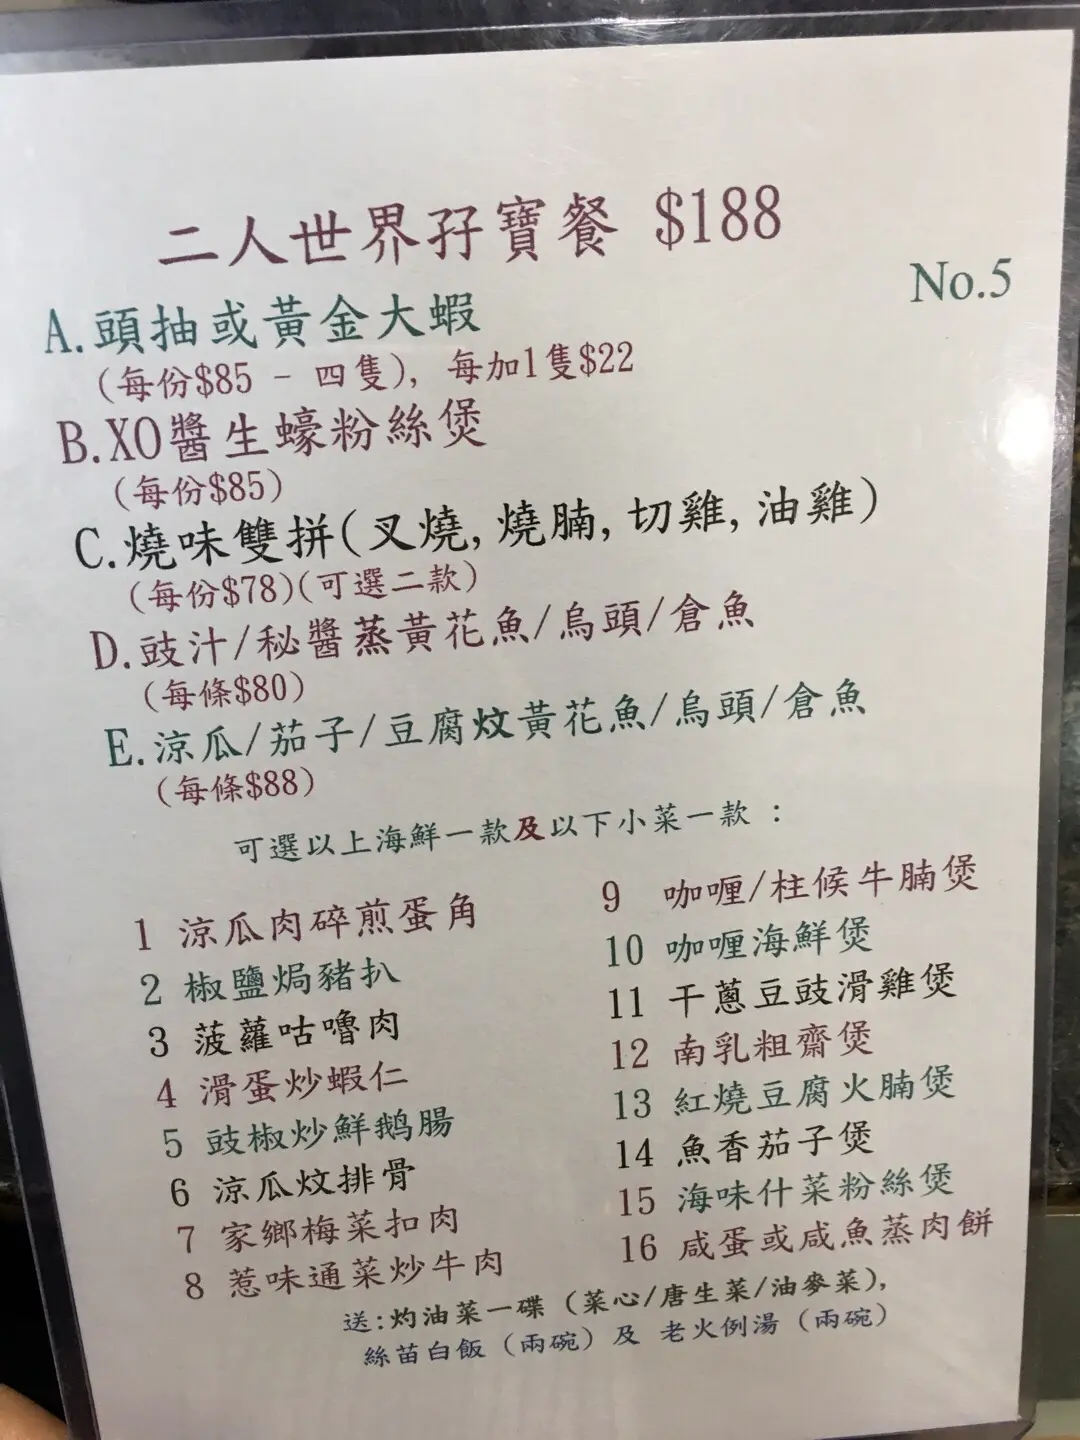 二人世界孖寶餐 $188
No.5
A.頭抽或黃金大蝦
(每份$85 - 四隻), 每加1隻$22
B.XO醬生蠔粉絲煲
(每份$85)
C.燒味雙拼(叉燒,燒腩,切雞,油雞)
(每份$78)(可選二款)
D.豉汁/秘醬蒸黃花魚/烏頭/倉魚
(每條$80)
E.涼瓜/茄子/豆腐炆黃花魚/烏頭/倉魚
(每條$88)
可選以上海鮮一款及以下小菜一款 :
1 涼瓜肉碎煎蛋角
2 椒鹽焗豬扒
3 菠蘿咕嚕肉
4 滑蛋炒蝦仁
5 豉椒炒鮮鹅腸
6 涼瓜炆排骨
7 家鄉梅菜扣肉
8 惹味通菜炒牛肉
9 咖喱/柱候牛腩煲
10 咖喱海鮮煲
11 干蔥豆豉滑雞煲
12 南乳粗齋煲
13 紅燒豆腐火腩煲
14 魚香茄子煲
15 海味什菜粉絲煲
16 咸蛋或咸魚蒸肉餅
送:灼油菜一碟 (菜心/唐生菜/油麥菜),
絲苗白飯 (兩碗) 及 老火例湯 (兩碗)